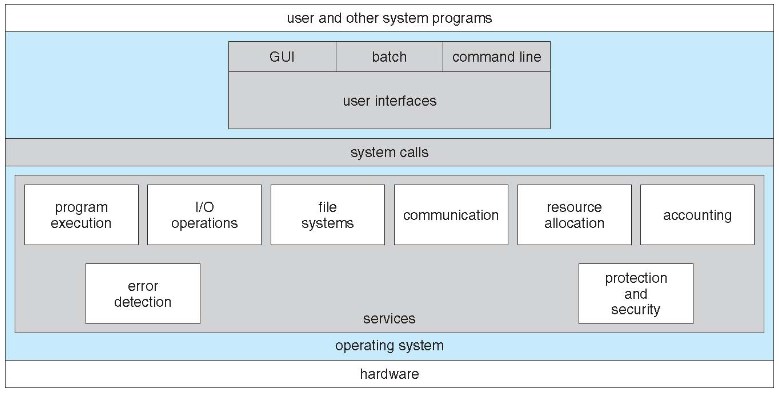 user and other system programs
GUI
batch
command line
user interfaces
system calls
program
execution
I/O
operations
file
systems
communication
resource
allocation
accounting
error
detection
protection
and
security
services
operating system
hardware